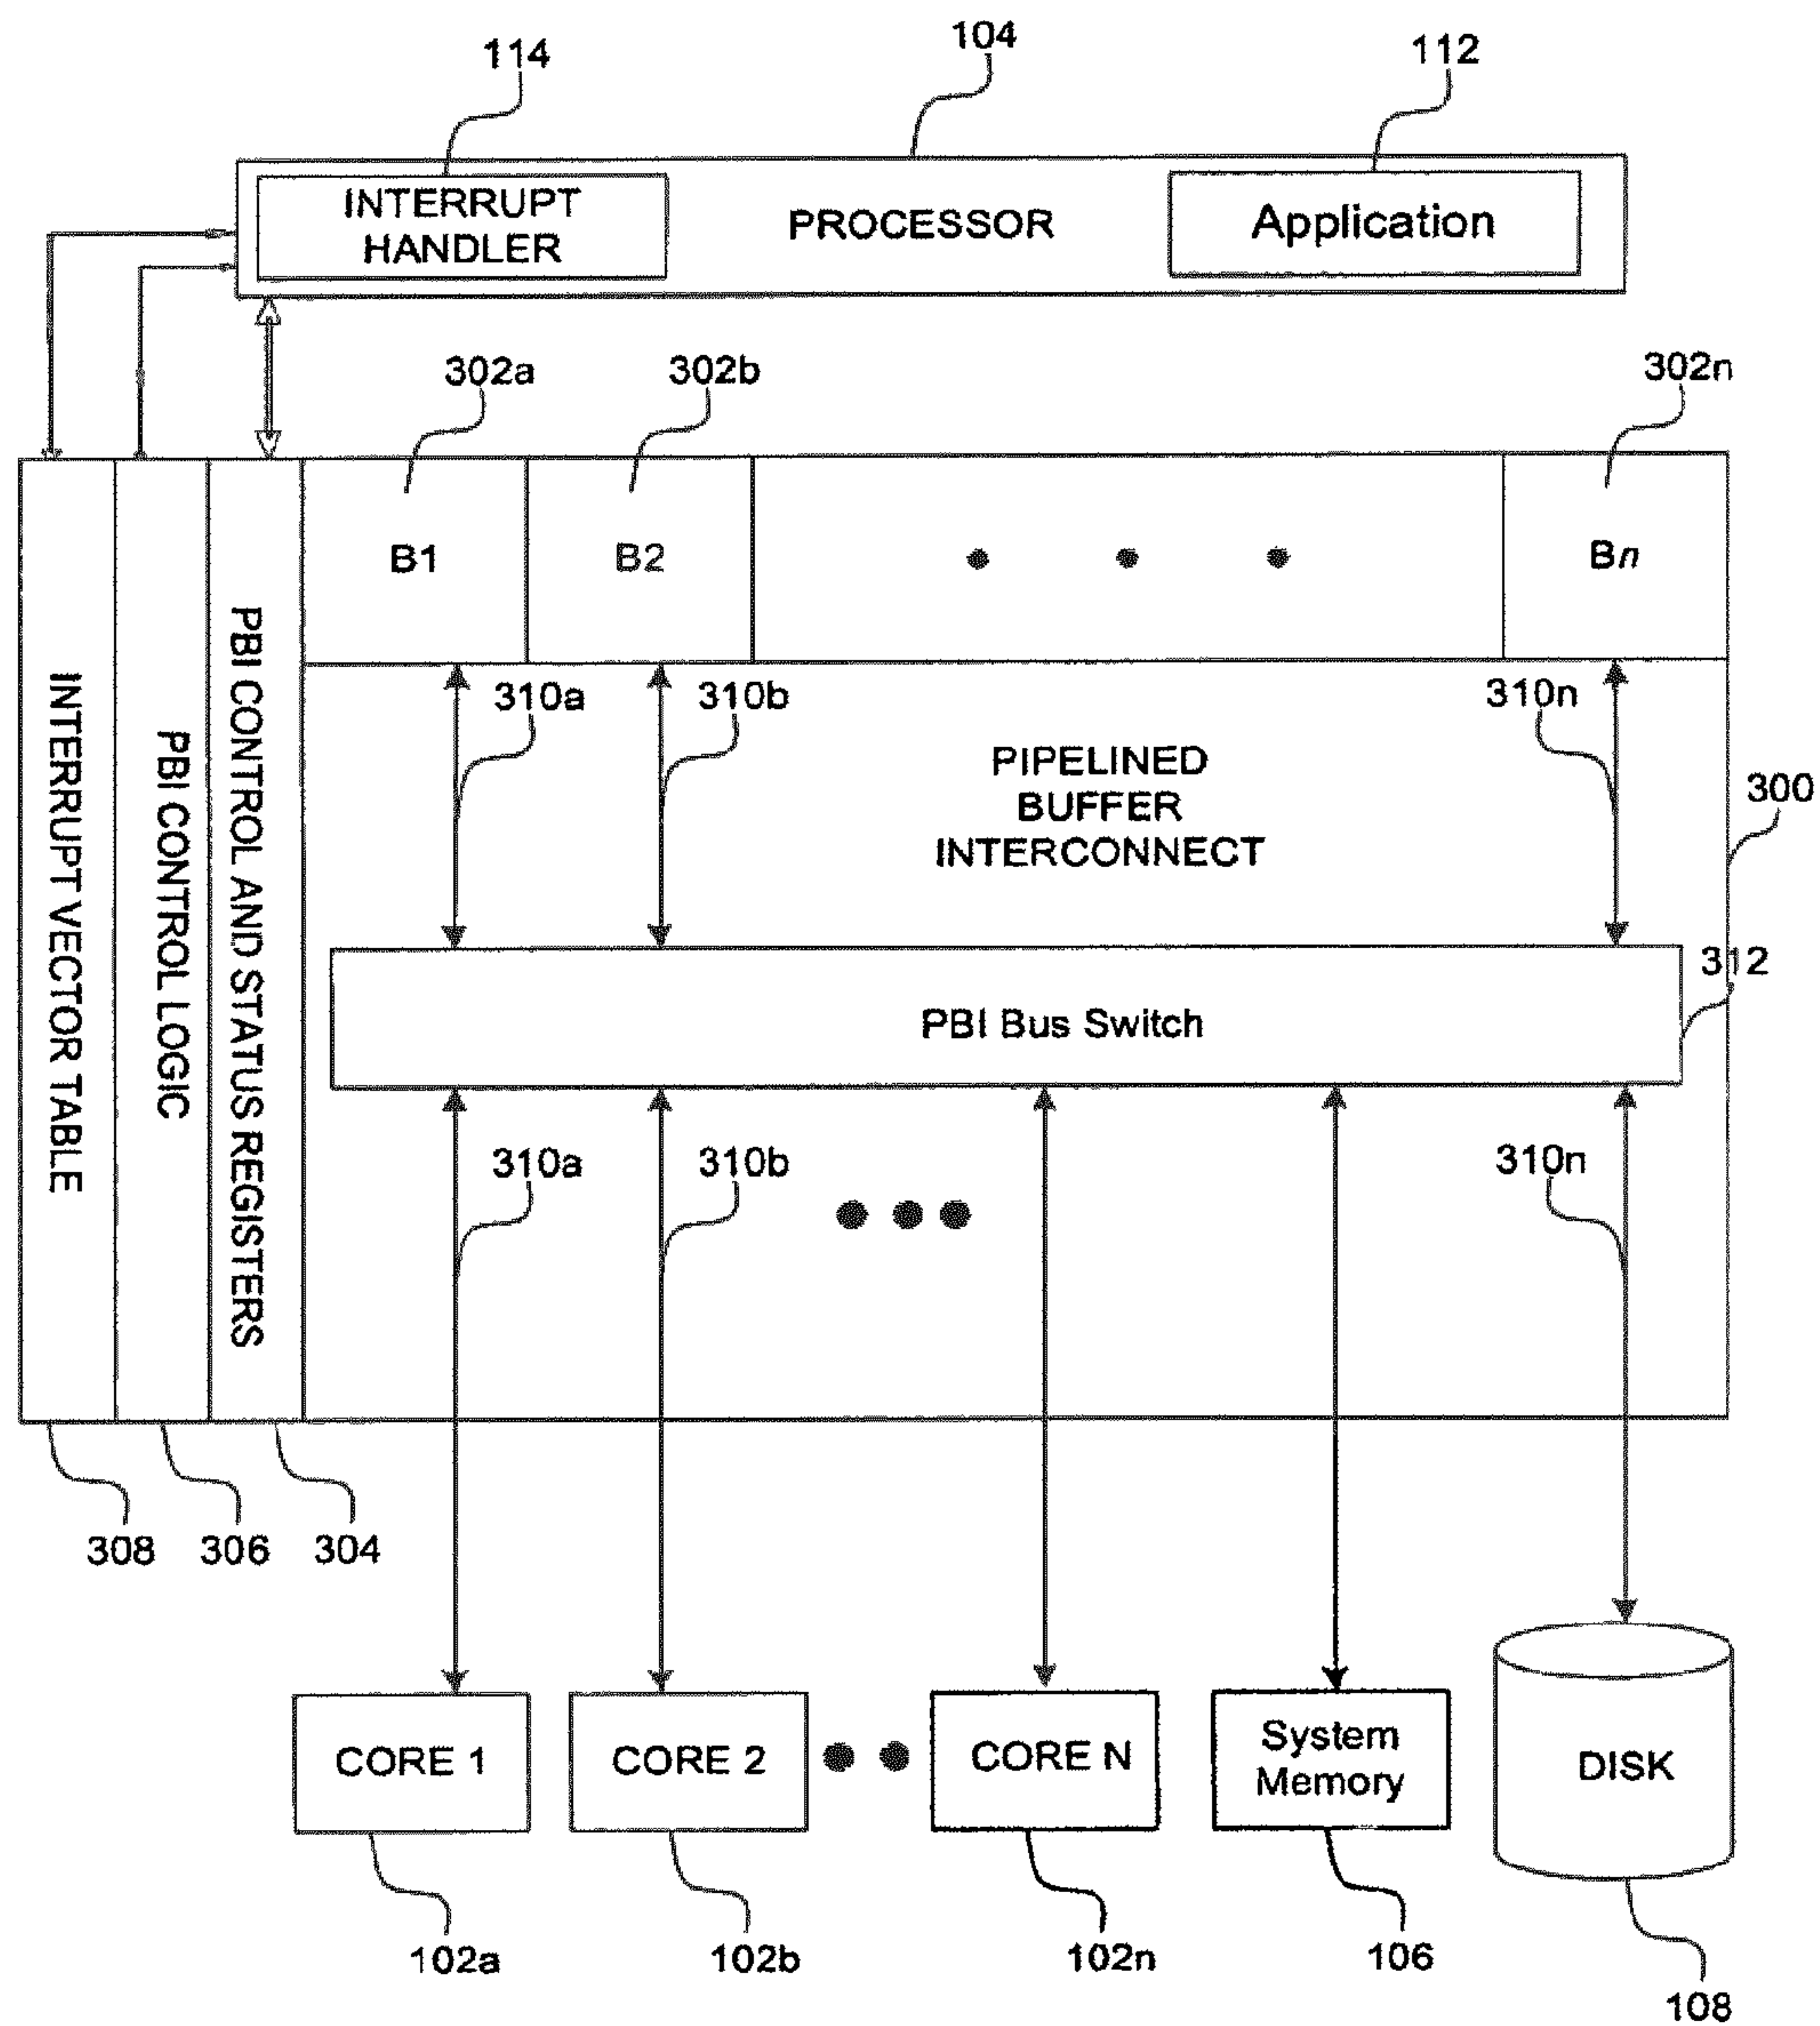 114
104
112
INTERRUPT
HANDLER
PROCESSOR
Application
302a
302b
302n
B1
B2
Bn
INTERRUPT VECTOR TABLE
PBI CONTROL LOGIC
PBI CONTROL AND STATUS REGISTERS
310a
310b
310n
PIPELINED
BUFFER
INTERCONNECT
300
312
PBI Bus Switch
310a
310b
310n
308
306
304
CORE 1
CORE 2
CORE N
System
Memory
DISK
102a
102b
102n
106
108